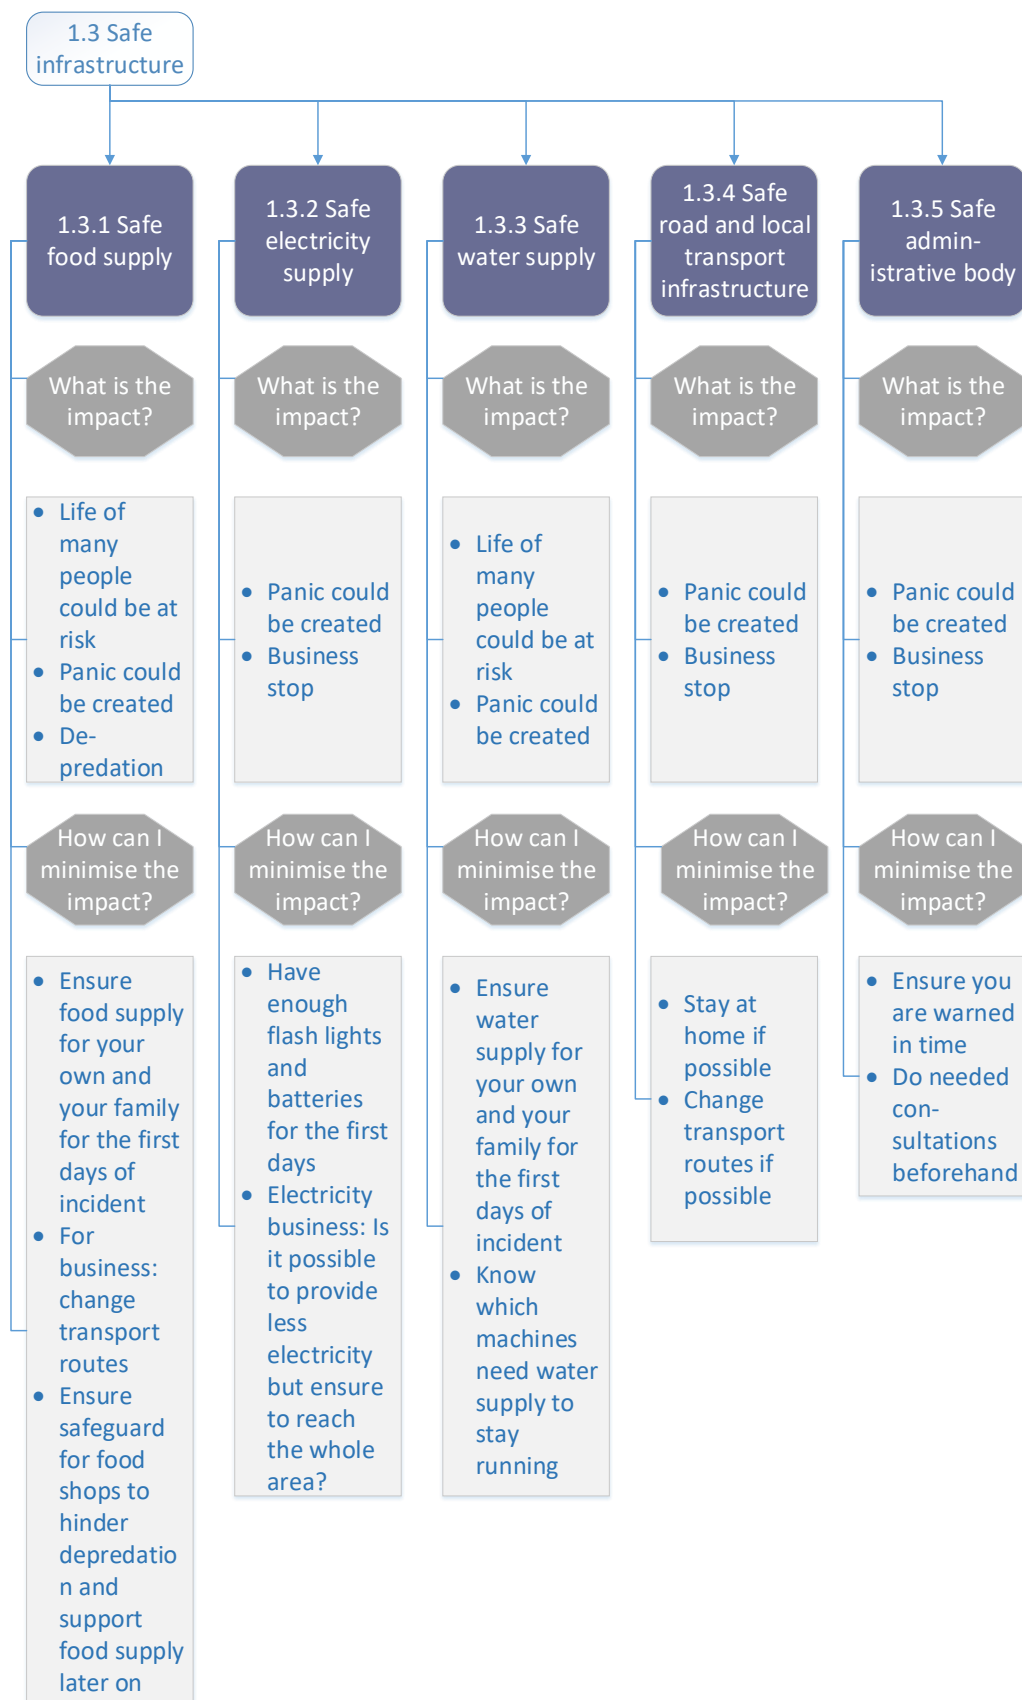 1.3 Safe
infrastructure
1.3.1 Safe
food supply
What is the
impact?
• Life of
many
people
could be at
risk
• Panic could
be created
• De-
predation
How can I
minimise the
impact?
• Ensure
food supply
for your
own and
your family
for the first
days of
incident
• For
business:
change
transport
routes
• Ensure
safeguard
for food
shops to
hinder
depredatio
n and
support
food supply
later on
1.3.2 Safe
electricity
supply
What is the
impact?
• Panic could
be created
• Business
stop
How can I
minimise the
impact?
• Have
enough
flash lights
and
batteries
for the first
days
• Electricity
business: Is
it possible
to provide
less
electricity
but ensure
to reach
the whole
area?
1.3.3 Safe
water supply
What is the
impact?
• Life of
many
people
could be at
risk
• Panic could
be created
How can I
minimise the
impact?
• Ensure
water
supply for
your own
and your
family for
the first
days of
incident
• Know
which
machines
need water
supply to
stay
running
1.3.4 Safe
road and local
transport
infrastructure
What is the
impact?
• Panic could
be created
• Business
stop
How can I
minimise the
impact?
• Stay at
home if
possible
• Change
transport
routes if
possible
1.3.5 Safe
admin-
istrative body
What is the
impact?
• Panic could
be created
• Business
stop
How can I
minimise the
impact?
• Ensure you
are warned
in time
• Do needed
con-
sultations
beforehand